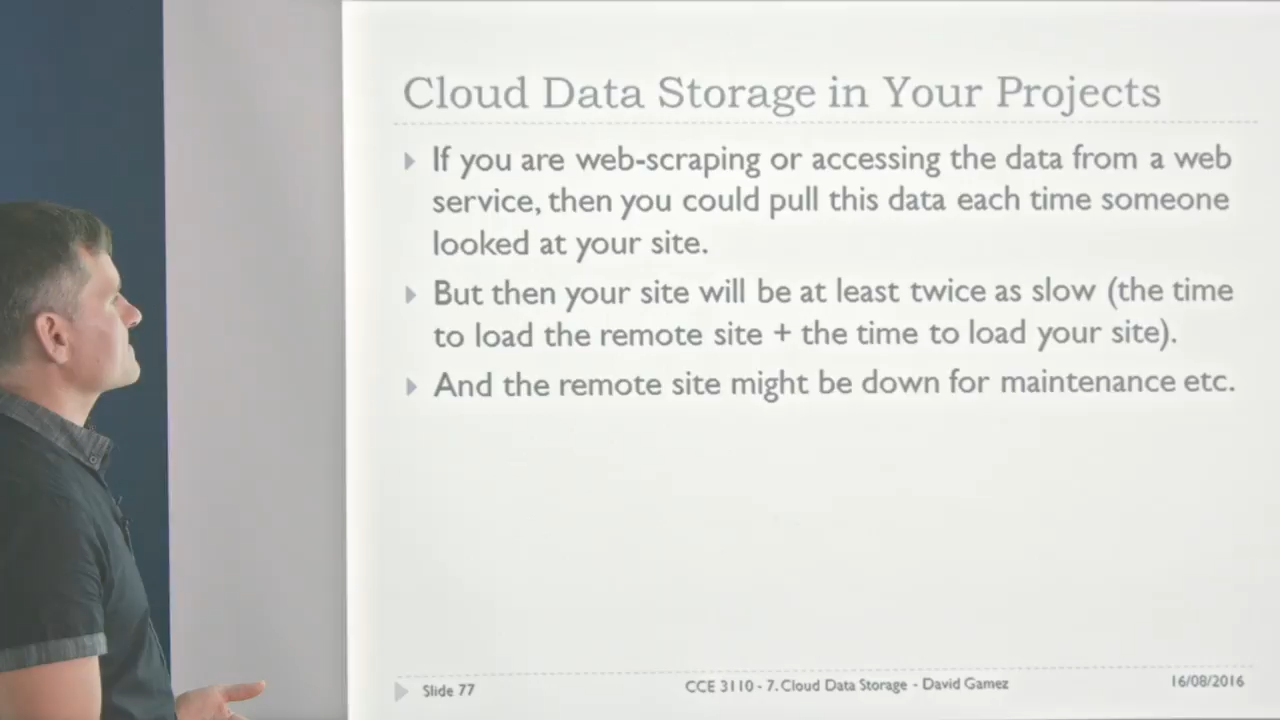 Cloud Data Storage in Your Projects
If you are web-scraping or accessing the data from a web
service, then you could pull this data each time someone
looked at your site.
But then your site will be at least twice as slow (the time
to load the remote site + the time to load your site).
And the remote site might be down for maintenance etc.
Slide 77
CCE 3110 - 7. Cloud Data Storage - David Gamez
16/08/2016